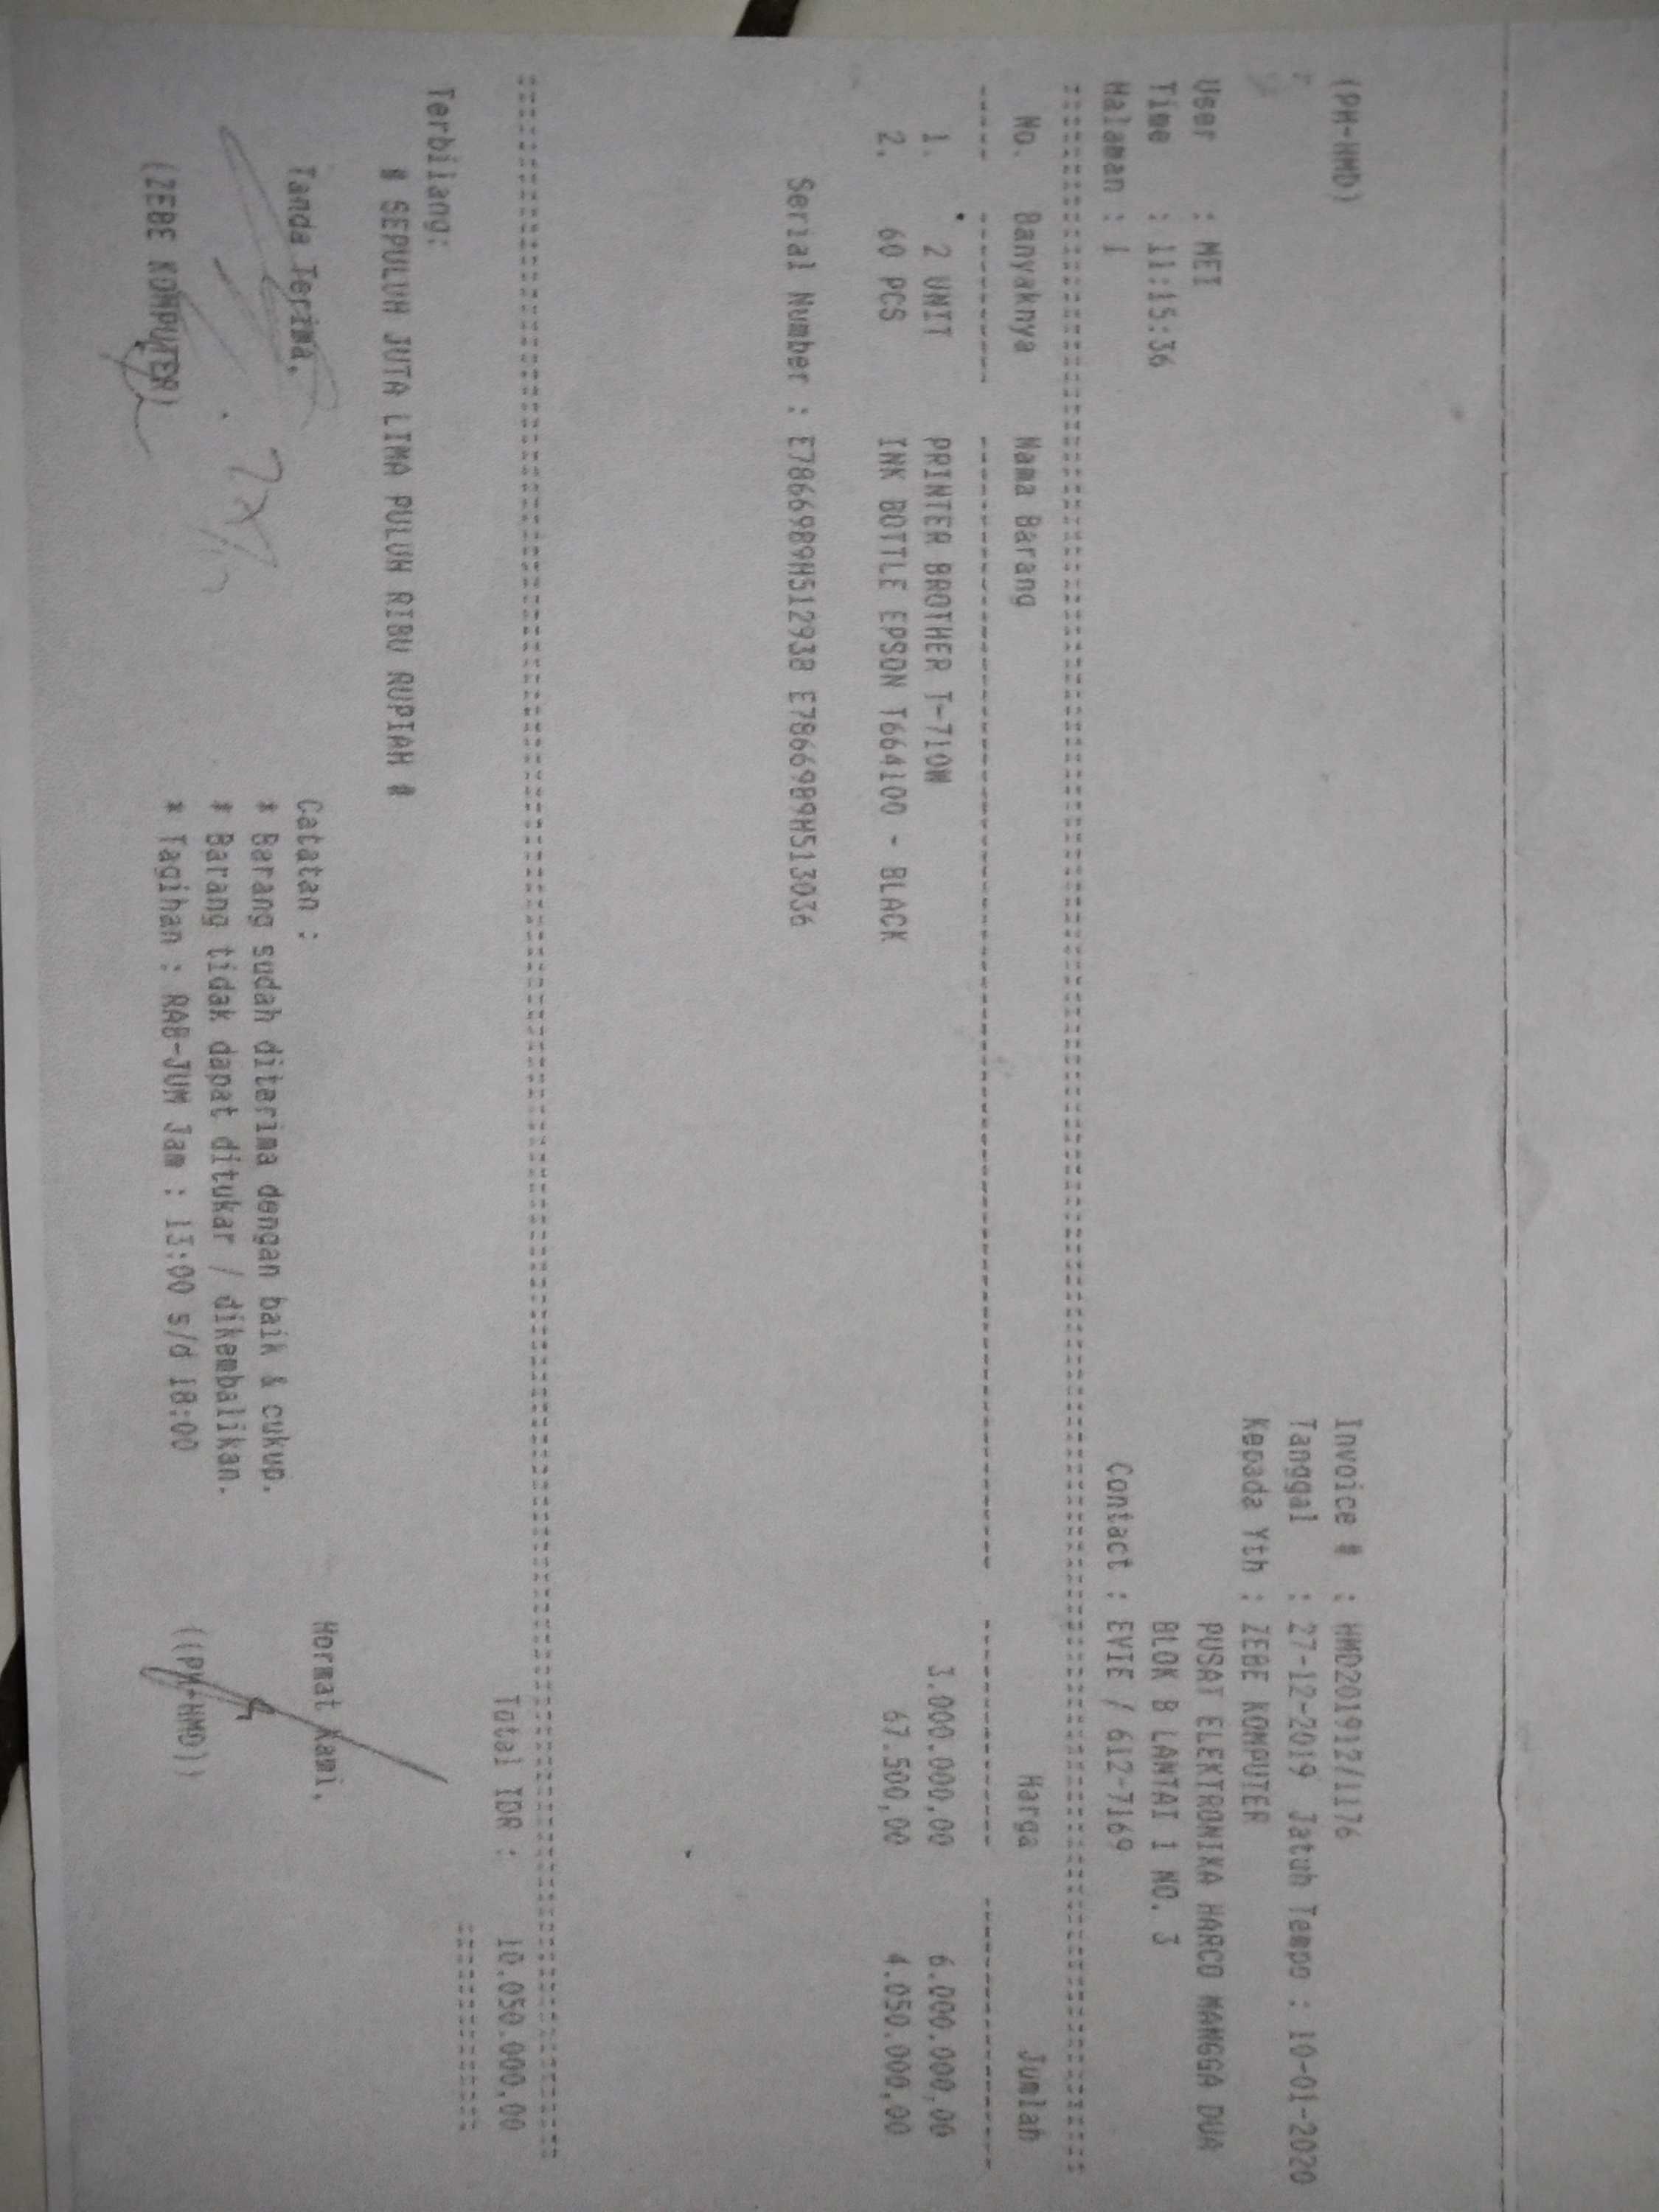 (PM-HMD)
Invoice # : HMD201912/1176
Tanggal : 27-12-2019 Jatuh Tempo : 10-01-2020
Kepada Yth : ZEBE KOMPUTER
User : MEI
PUSAT ELEKTRONIKA HARCO MANGGA DUA
Time : 11:15:36
BLOK B LANTAI 1 NO. 3
Halaman : 1
Contact : EVIE / 612-7169
No. Banyaknya Nama Barang Harga Jumlah
1. 2 UNIT PRINTER BROTHER T-710W 3.000.000,00 6.000.000,00
2. 60 PCS INK BOTTLE EPSON T664100 - BLACK 67.500,00 4.050.000,00
Serial Number : E78669B9H512938 E78669B9H513036
Total IDR : 10.050.000,00
Terbilang:
# SEPULUH JUTA LIMA PULUH RIBU RUPIAH #
Tanda Terima, Catatan : Hormat Kami,
* Barang sudah diterima dengan baik & cukup.
* Barang tidak dapat ditukar / dikembalikan.
(ZEBE KOMPUTER) * Tagihan : RAB-JUM Jam : 13:00 s/d 18:00 ((PM-HMD))